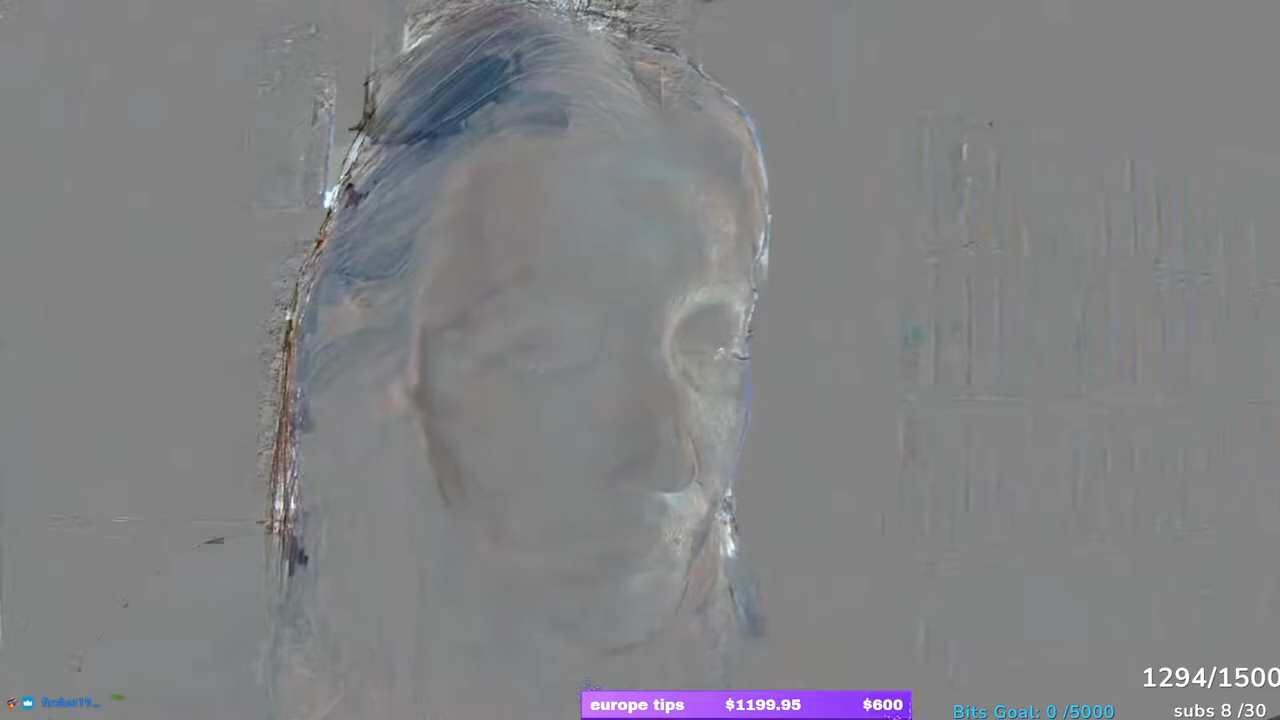 1294/1500
europe tips $1199.95 $600
Bits Goal: 0 /5000
subs 8 /30